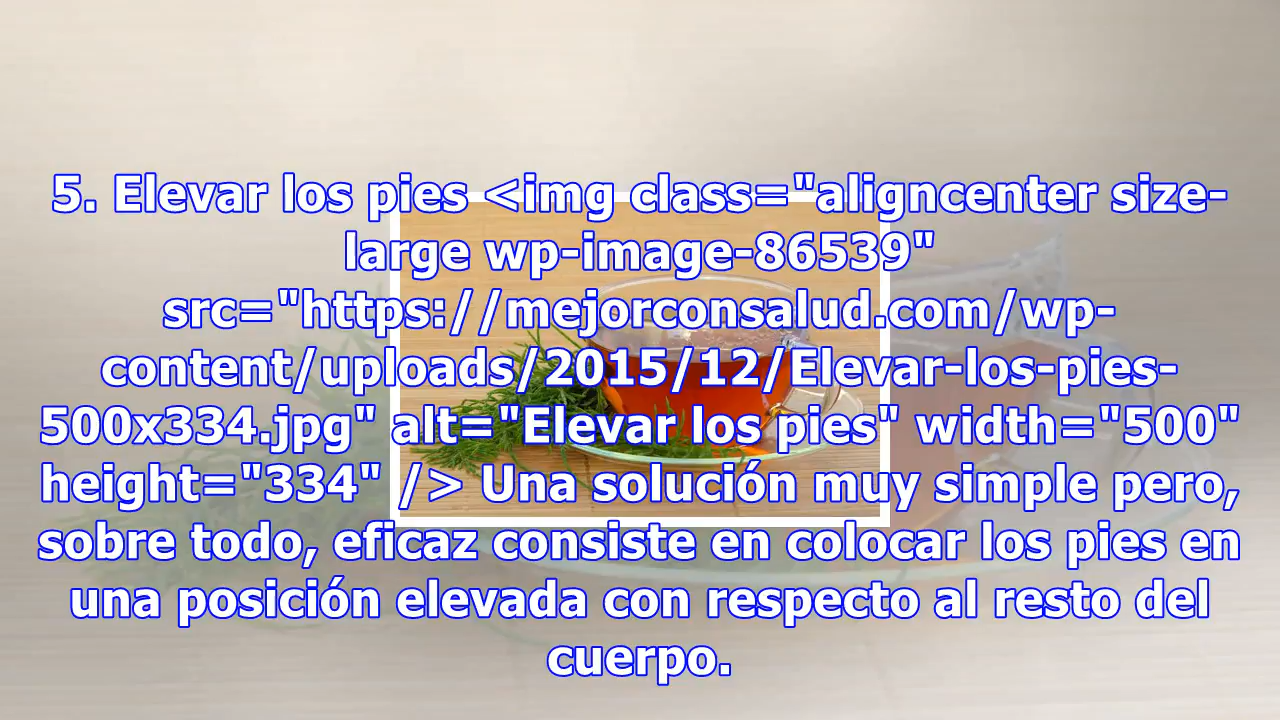 5. Elevar los pies <img class="aligncenter size-
large wp-image-86539"
src="https://mejorconsalud.com/wp-
content/uploads/2015/12/Elevar-los-pies-
500x334.jpg" alt="Elevar los pies" width="500"
height="334" /> Una solución muy simple pero,
sobre todo, eficaz consiste en colocar los pies en
una posición elevada con respecto al resto del
cuerpo.